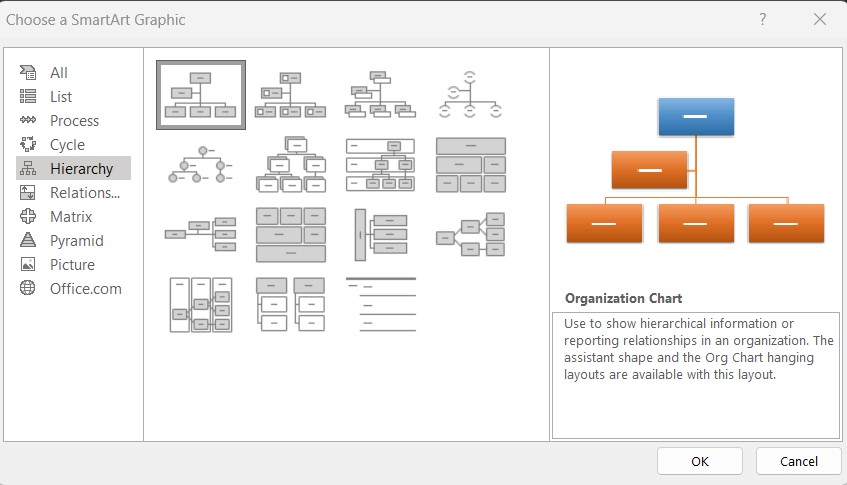 Choose a SmartArt Graphic
?
All
List
Process
Cycle
Hierarchy
Relations...
Matrix
Pyramid
Picture
Office.com
Organization Chart
Use to show hierarchical information or
reporting relationships in an organization. The
assistant shape and the Org Chart hanging
layouts are available with this layout.
OK
Cancel